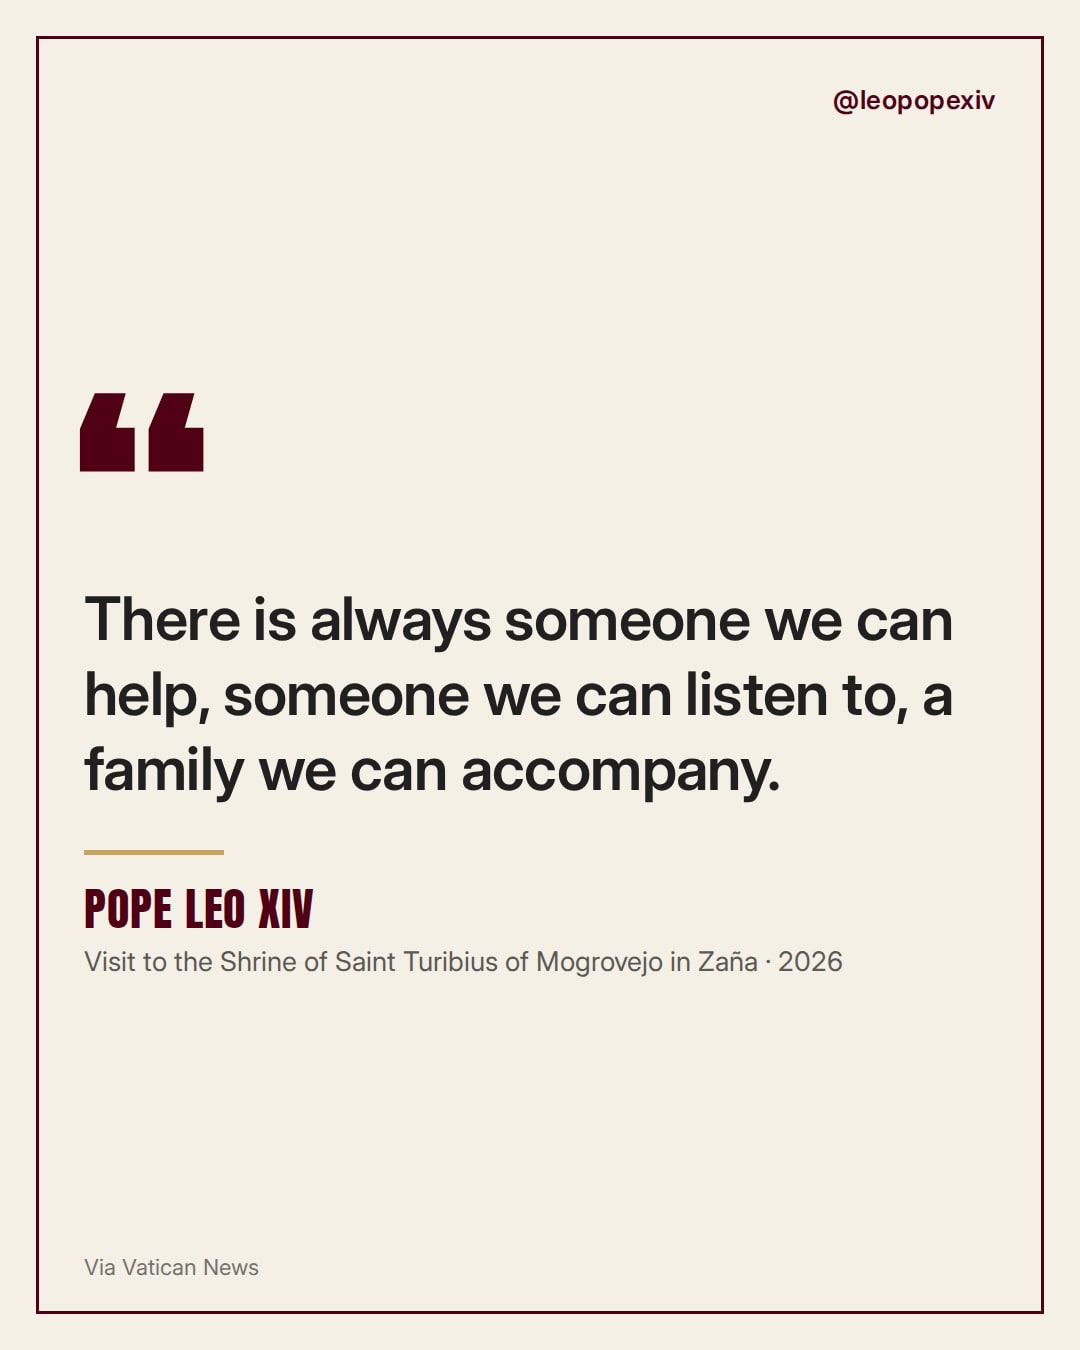 @leopopexiv
“
There is always someone we can
help, someone we can listen to, a
family we can accompany.
POPE LEO XIV
Visit to the Shrine of Saint Turibius of Mogrovejo in Zaña · 2026
Via Vatican News